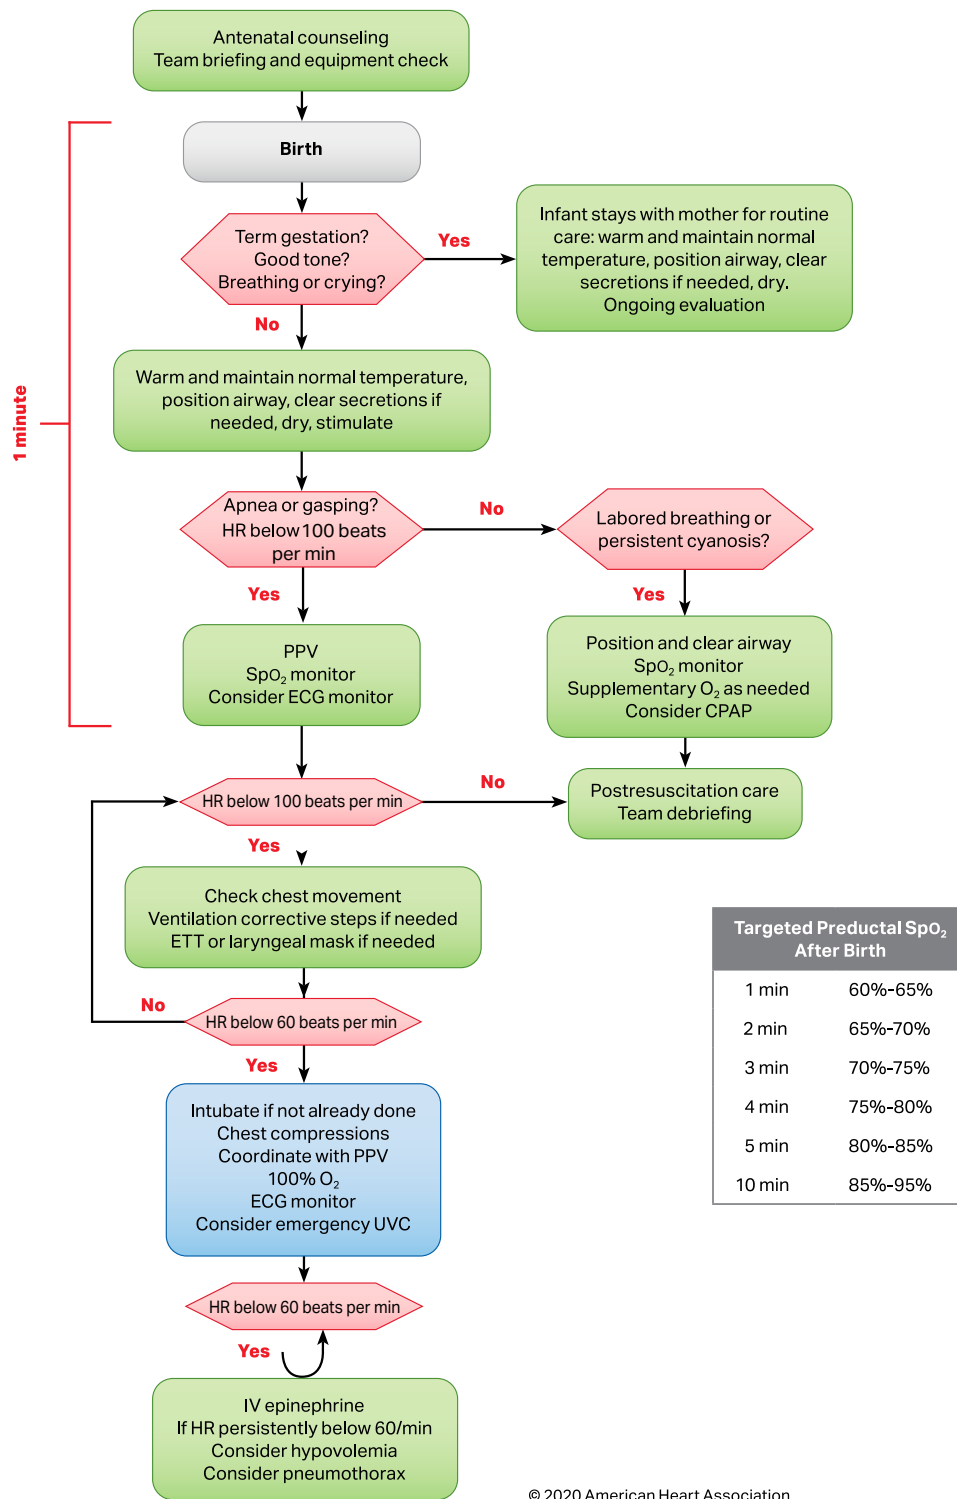 Antenatal counseling
Team briefing and equipment check
Birth
Term gestation?
Good tone?
Breathing or crying?
Yes
Infant stays with mother for routine
care: warm and maintain normal
temperature, position airway, clear
secretions if needed, dry.
Ongoing evaluation
No
1 minute
Warm and maintain normal temperature,
position airway, clear secretions if
needed, dry, stimulate
Apnea or gasping?
HR below 100 beats
per min
No
Labored breathing or
persistent cyanosis?
Yes
Yes
PPV
SpO₂ monitor
Consider ECG monitor
Position and clear airway
SpO₂ monitor
Supplementary O₂ as needed
Consider CPAP
HR below 100 beats per min
No
Postresuscitation care
Team debriefing
Yes
Check chest movement
Ventilation corrective steps if needed
ETT or laryngeal mask if needed
No
HR below 60 beats per min
Yes
Intubate if not already done
Chest compressions
Coordinate with PPV
100% O₂
ECG monitor
Consider emergency UVC
HR below 60 beats per min
Yes
IV epinephrine
If HR persistently below 60/min
Consider hypovolemia
Consider pneumothorax
Targeted Preductal SpO₂
After Birth
1 min 60%-65%
2 min 65%-70%
3 min 70%-75%
4 min 75%-80%
5 min 80%-85%
10 min 85%-95%
© 2020 American Heart Association